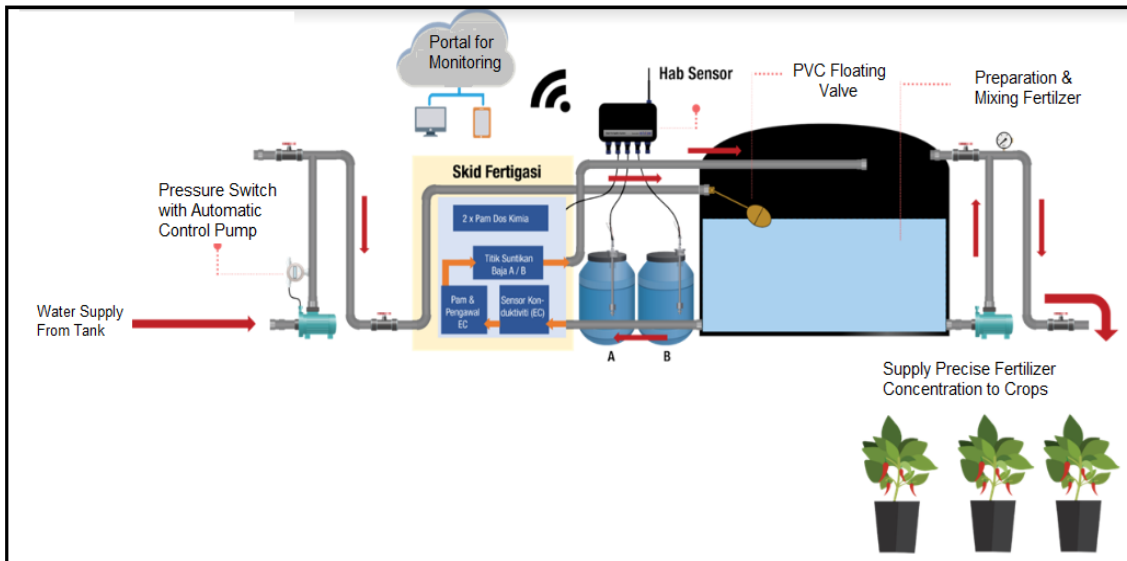 Portal for
Monitoring
Hab Sensor
PVC Floating
Valve
Preparation &
Mixing Fertilzer
Skid Fertigasi
Pressure Switch
with Automatic
Control Pump
2 x Pam Dos Kimia
Titik Suntikan
Baja A / B
Pam &
Pengawal
EC
Sensor Kon-
duktiviti (EC)
Water Supply
From Tank
A
B
Supply Precise Fertilizer
Concentration to Crops